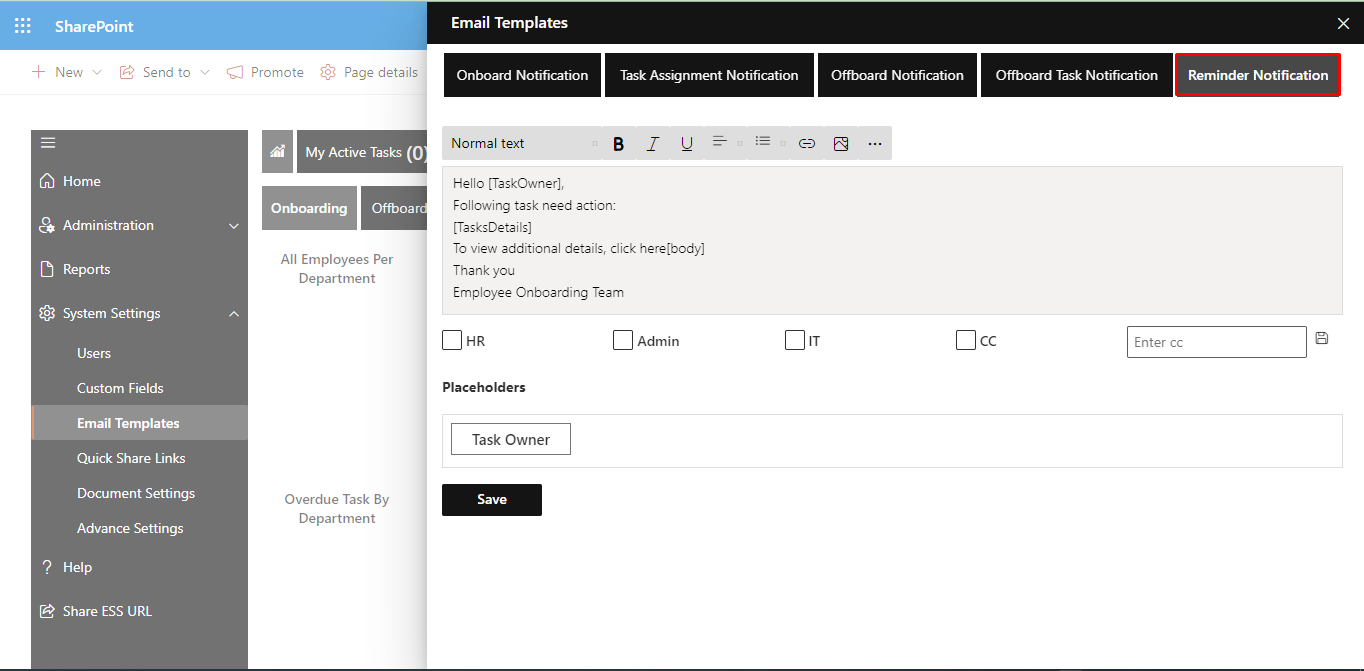 SharePoint
New
Send to
Promote
Page details
Home
Administration
Reports
System Settings
Users
Custom Fields
Email Templates
Quick Share Links
Document Settings
Advance Settings
? Help
Share ESS URL
My Active Tasks (0)
Onboarding
Offboard
All Employees Per
Department
Overdue Task By
Department
Email Templates
Onboard Notification
Task Assignment Notification
Offboard Notification
Offboard Task Notification
Reminder Notification
Normal text B I U ...
Hello [TaskOwner],
Following task need action:
[TasksDetails]
To view additional details, click here[body]
Thank you
Employee Onboarding Team
HR
Admin
IT
CC
Enter cc
Placeholders
Task Owner
Save